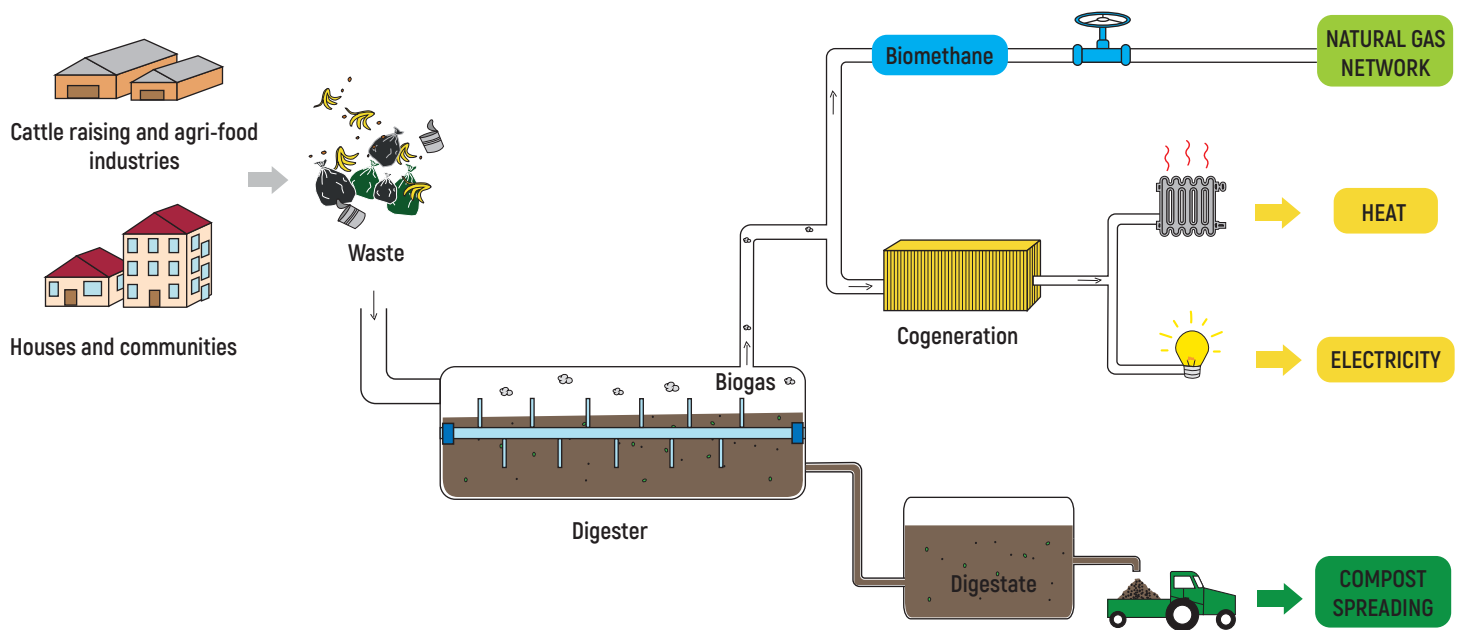 Cattle raising and agri-food
industries
Houses and communities
Waste
Biogas
Digester
Biomethane
NATURAL GAS
NETWORK
Cogeneration
HEAT
ELECTRICITY
Digestate
COMPOST
SPREADING